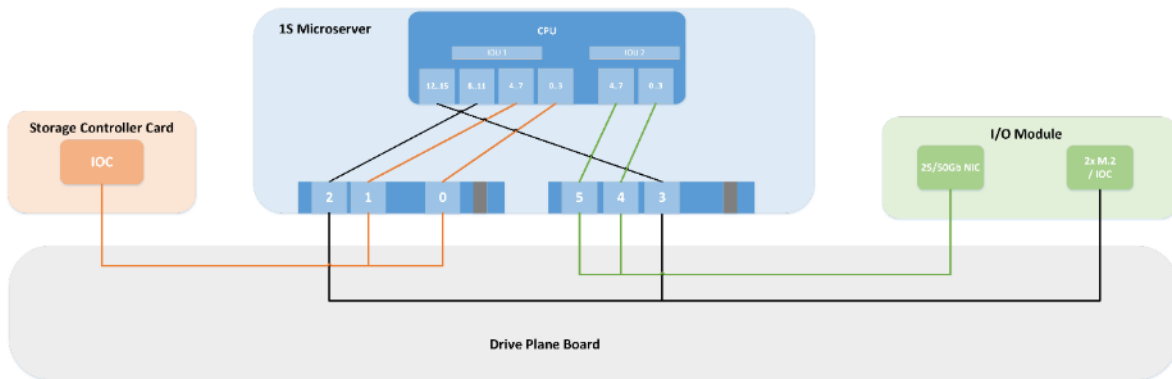 1S Microserver
CPU
IOU 1
IOU 2
12..15
8..11
4..7
0..3
4..7
0..3
Storage Controller Card
IOC
I/O Module
25/50Gb NIC
2x M.2
/ IOC
2
1
0
5
4
3
Drive Plane Board